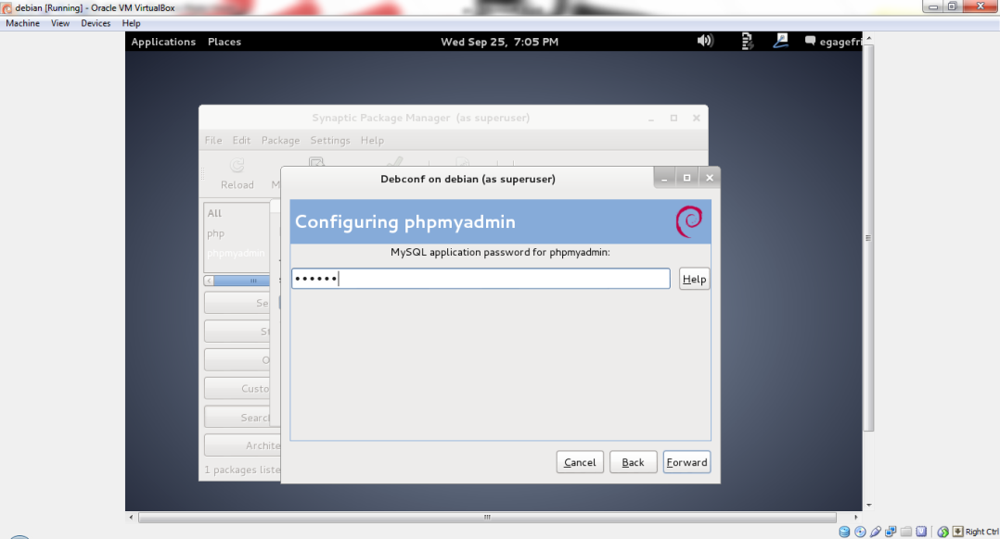 debian [Running] - Oracle VM VirtualBox
Machine View Devices Help
Applications Places
Wed Sep 25, 7:05 PM
egagefri
Synaptic Package Manager (as superuser)
File Edit Package Settings Help
Reload M
Debconf on debian (as superuser)
All
php
phpmyadmin
Configuring phpmyadmin
MySQL application password for phpmyadmin:
••••••
Help
Se
St
O
Custo
Search
Archite
1 packages liste
Cancel Back Forward
Right Ctrl